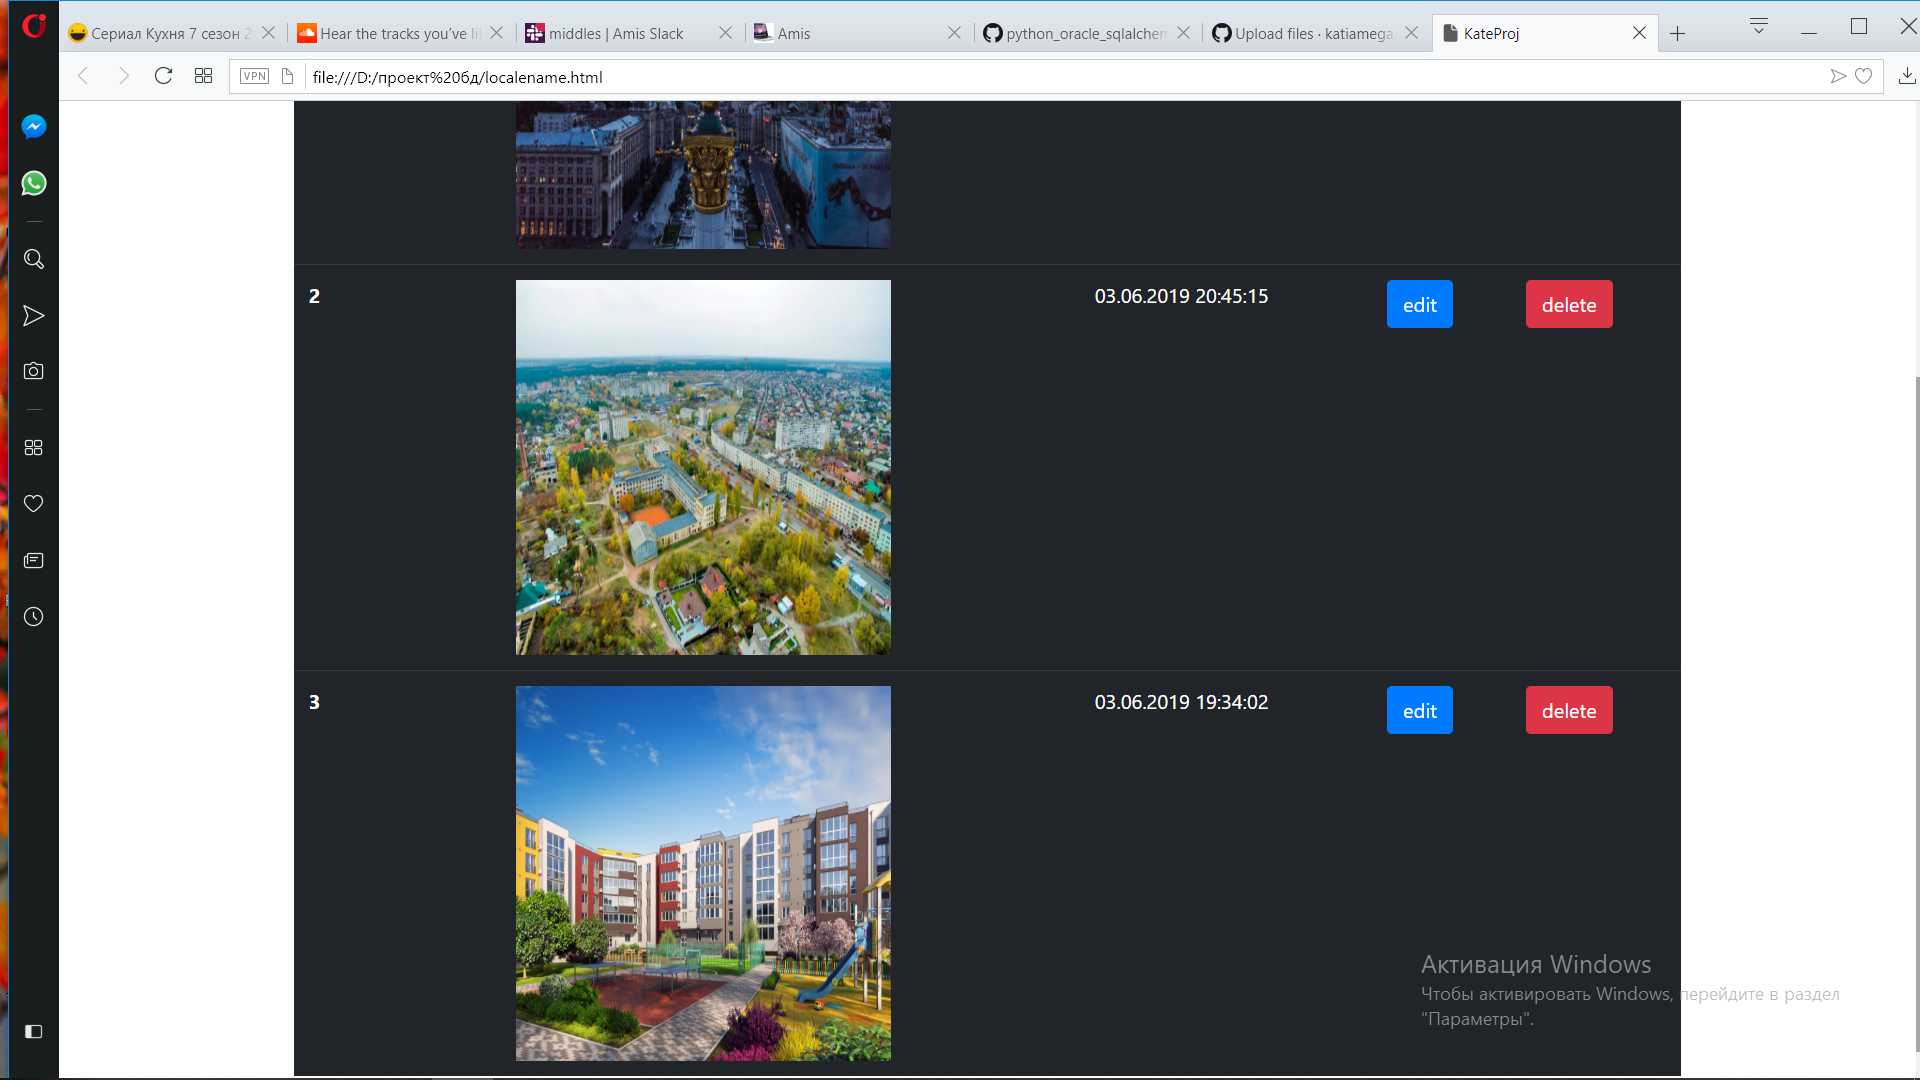 Сериал Кухня 7 сезон 2
Hear the tracks you've li
middles | Amis Slack
Amis
python_oracle_sqlalchem
Upload files · katiamega
KateProj
VPN
file:///D:/проект%20бд/localename.html
2
03.06.2019 20:45:15
edit
delete
3
03.06.2019 19:34:02
edit
delete
Активация Windows
Чтобы активировать Windows, перейдите в раздел
"Параметры".